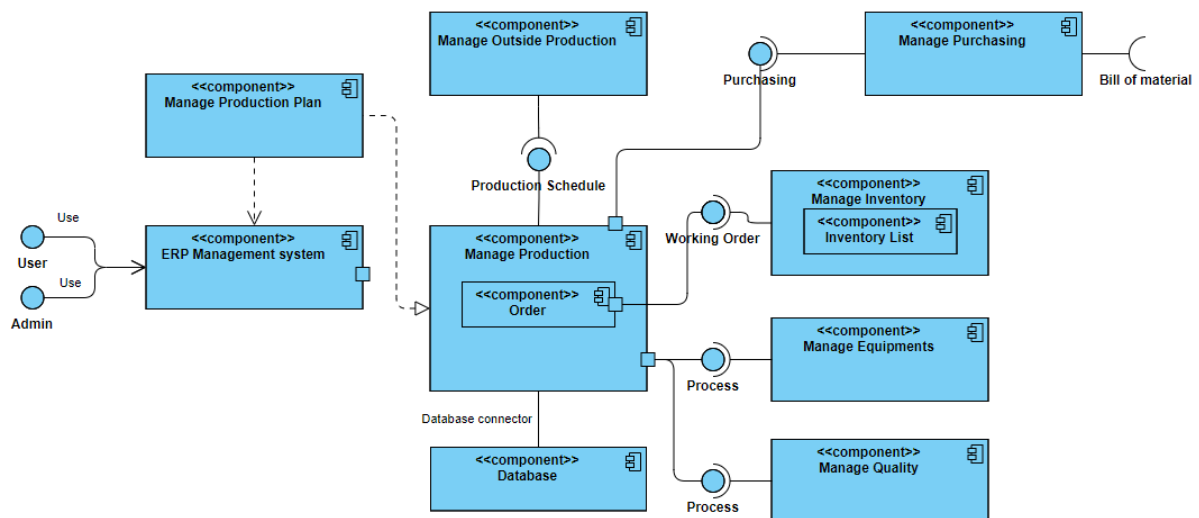 <<component>>
Manage Outside Production
<<component>>
Manage Purchasing
Purchasing
Bill of material
<<component>>
Manage Production Plan
Production Schedule
<<component>>
Manage Inventory
<<component>>
Inventory List
Working Order
Use
User
Use
Admin
<<component>>
ERP Management system
<<component>>
Manage Production
<<component>>
Order
<<component>>
Manage Equipments
Process
Database connector
<<component>>
Database
<<component>>
Manage Quality
Process